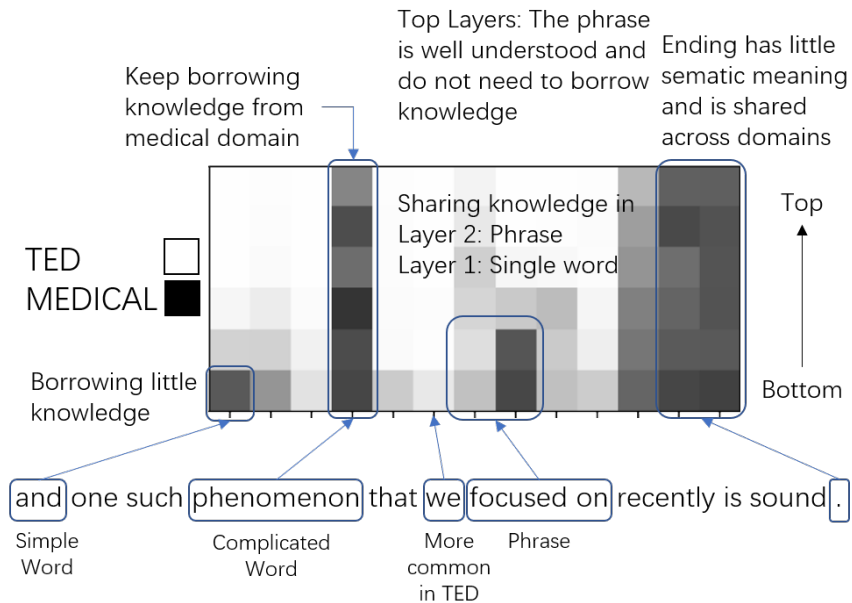 Top Layers: The phrase
is well understood and
do not need to borrow
knowledge
Ending has little
sematic meaning
and is shared
across domains
Keep borrowing
knowledge from
medical domain
Sharing knowledge in
Layer 2: Phrase
Layer 1: Single word
Top
TED
MEDICAL
Borrowing little
knowledge
Bottom
and one such phenomenon that we focused on recently is sound .
Simple
Word
Complicated
Word
More
common
in TED
Phrase